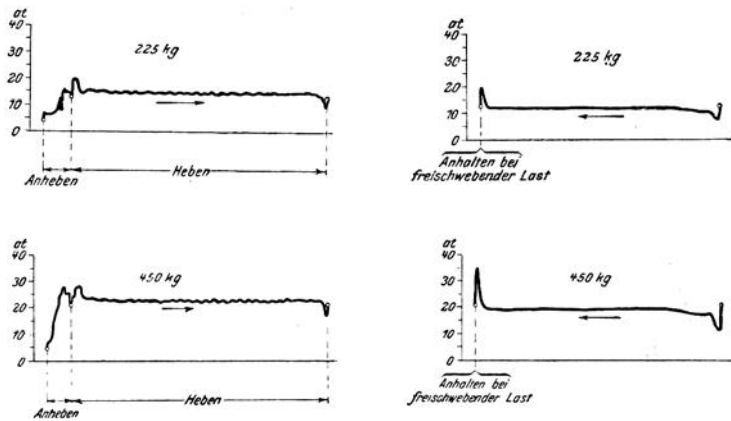 at
40
30
20
10
0
225 kg
Anheben
Heben
at
40
30
20
10
0
225 kg
Anhalten bei
freischwebender Last
at
40
30
20
10
0
450 kg
Anheben
Heben
at
40
30
20
10
0
450 kg
Anhalten bei
freischwebender Last